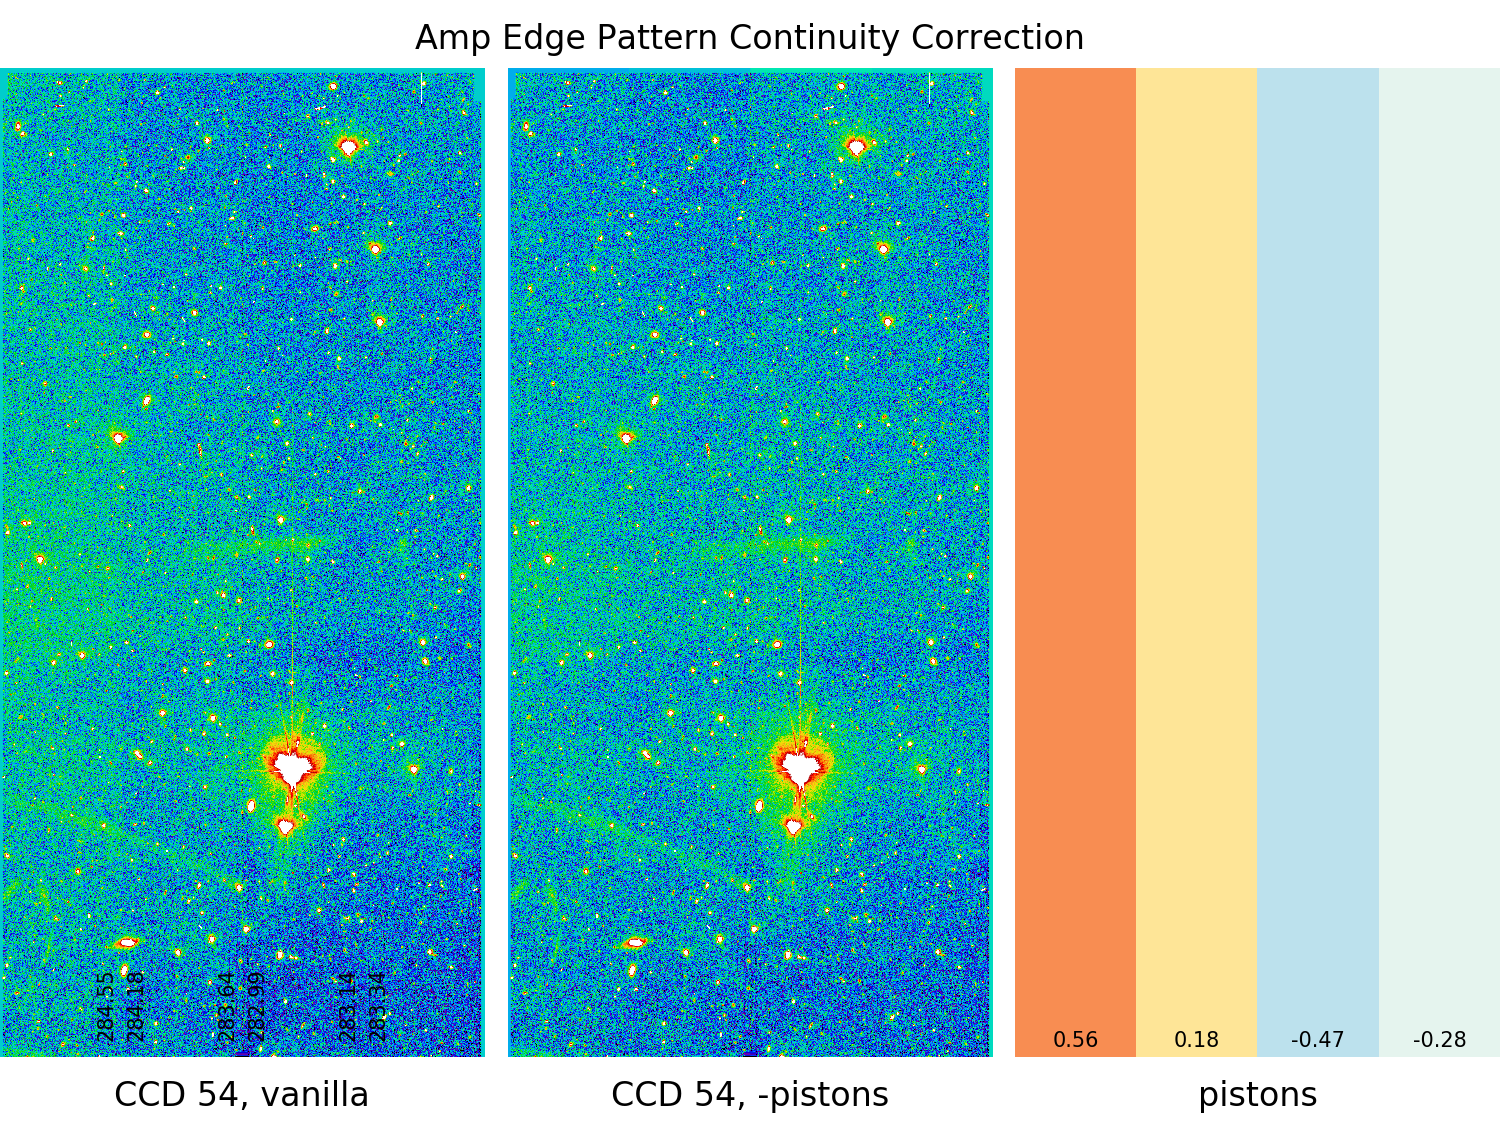 Amp Edge Pattern Continuity Correction
284.55
284.18
283.64
282.99
283.14
283.34
0.56 0.18 -0.47 -0.28
CCD 54, vanilla CCD 54, -pistons pistons